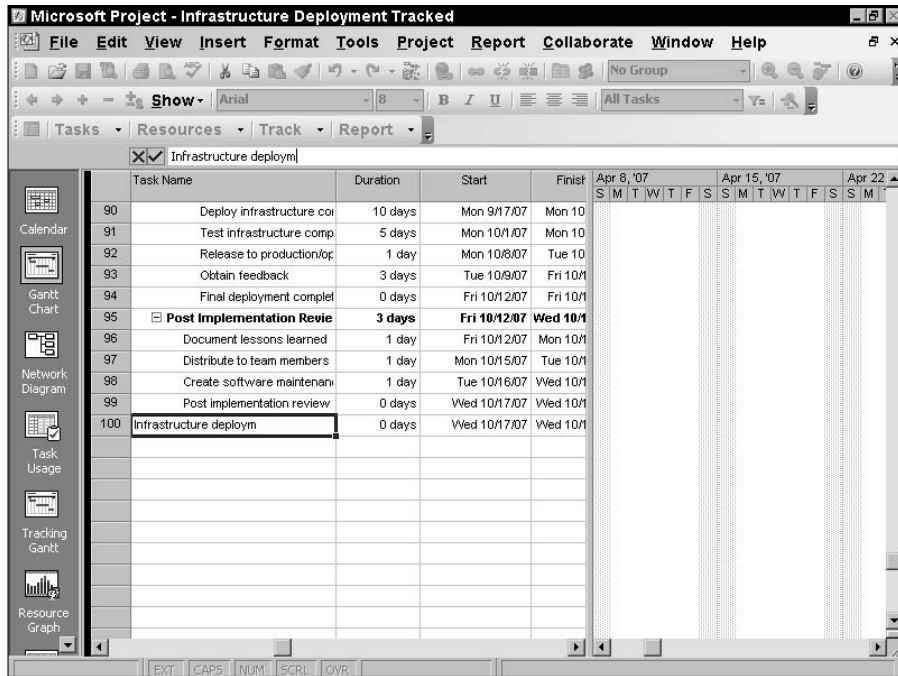 Microsoft Project - Infrastructure Deployment Tracked
File Edit View Insert Format Tools Project Report Collaborate Window Help
No Group
Show Arial 8 B I U All Tasks
Tasks Resources Track Report
Infrastructure deploym
Task Name Duration Start Finish Apr 8, '07 Apr 15, '07 Apr 22
S M T W T F S S M T W T F S S M T
90 Deploy infrastructure cor 10 days Mon 9/17/07 Mon 10
91 Test infrastructure comp 5 days Mon 10/1/07 Mon 10
92 Release to production/op 1 day Mon 10/8/07 Tue 10
93 Obtain feedback 3 days Tue 10/9/07 Fri 10/1
94 Final deployment complet 0 days Fri 10/12/07 Fri 10/1
95 Post Implementation Revie 3 days Fri 10/12/07 Wed 10/1
96 Document lessons learned 1 day Fri 10/12/07 Mon 10/1
97 Distribute to team members 1 day Mon 10/15/07 Tue 10/1
98 Create software maintenan 1 day Tue 10/16/07 Wed 10/1
99 Post implementation review 0 days Wed 10/17/07 Wed 10/1
100 Infrastructure deploym 0 days Wed 10/17/07 Wed 10/1
Calendar
Gantt
Chart
Network
Diagram
Task
Usage
Tracking
Gantt
Resource
Graph
EXT CAPS NUM SCRL OVR